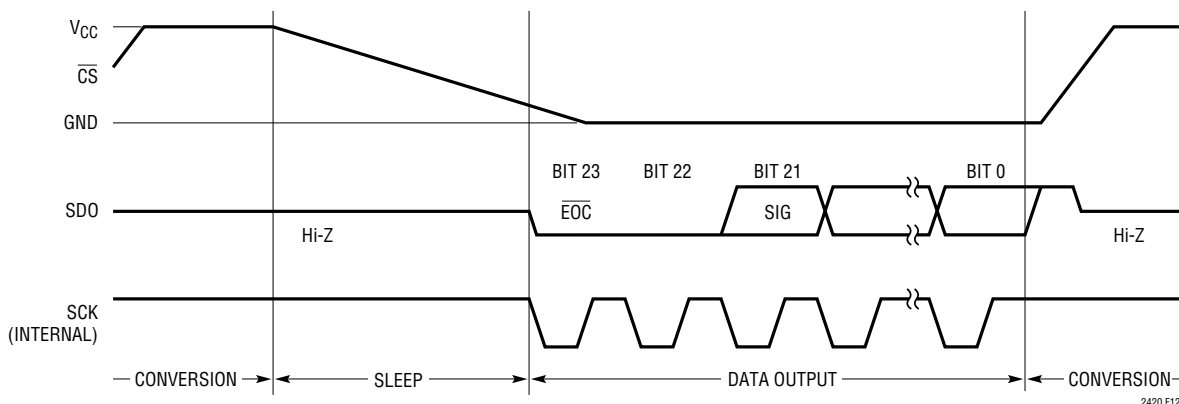 VCC
CS
GND
BIT 23 BIT 22 BIT 21 BIT 0
SDO EOC SIG
Hi-Z Hi-Z
SCK
(INTERNAL)
CONVERSION SLEEP DATA OUTPUT CONVERSION
2420 F12